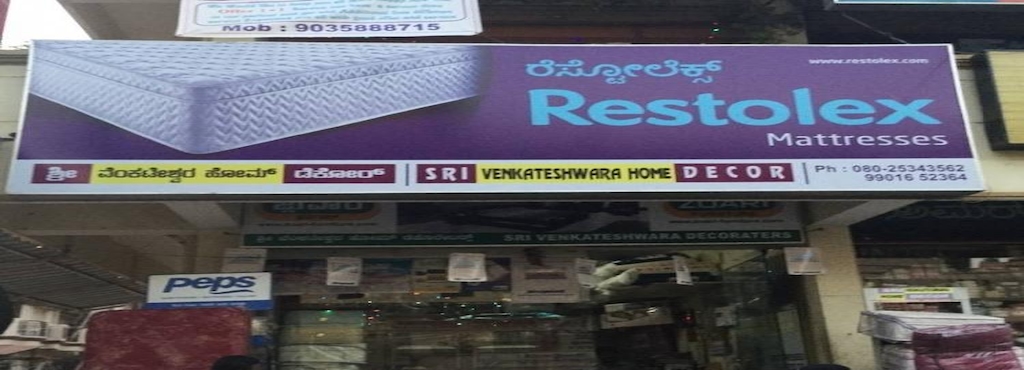 Mob : 9035888715
ರೆಸ್ಟೋಲೆಕ್ಸ್
www.restolex.com
Restolex
Mattresses
ಶ್ರೀ ವೆಂಕಟೇಶ್ವರ ಹೋಮ್ ಡೆಕೋರ್ SRI VENKATESHWARA HOME DECOR Ph : 080-25343562
99016 52364
ZUARI
SRI VENKATESHWARA DECORATERS
peps